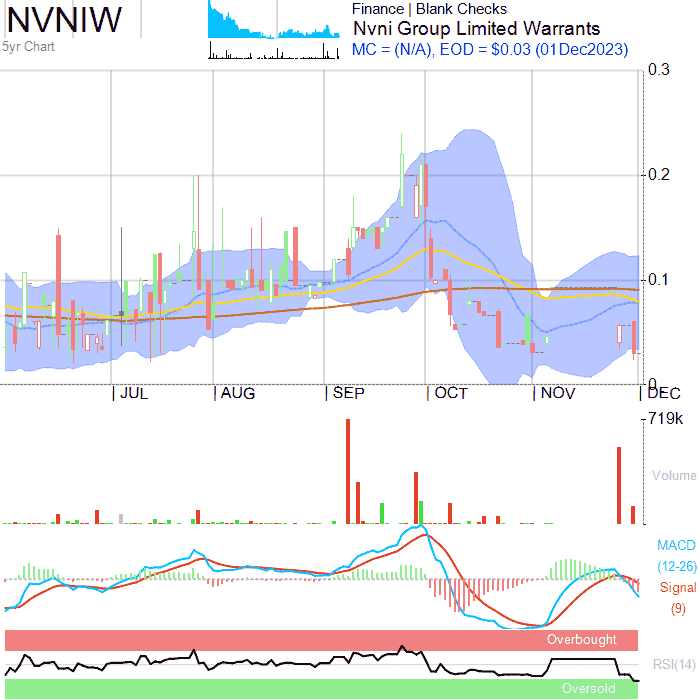 NVNIW
5yr Chart
Finance | Blank Checks
Nvni Group Limited Warrants
MC = (N/A), EOD = $0.03 (01Dec2023)
0.3
0.2
0.1
0
| JUL | AUG | SEP | OCT | NOV | DEC
719k
Volume
MACD
(12-26)
Signal
(9)
Overbought
RSI(14)
Oversold